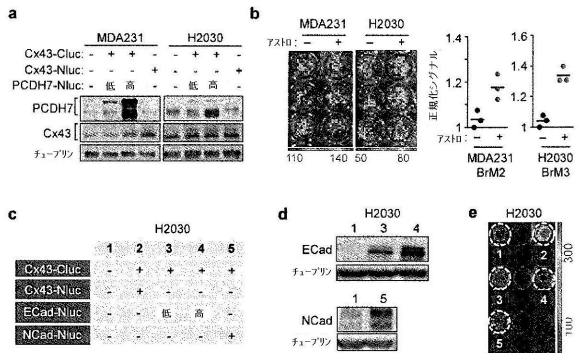 a
MDA231 H2030
Cx43-Cluc: - + + - - + + -
Cx43-Nluc: - - - + - - - +
PCDH7-Nluc: - 低 高 - - 低 高 -
PCDH7
Cx43
チューブリン
b
MDA231 H2030
アストロ: - + - +
110 140 50 80
正規化シグナル
1.4 1.6
1.2 1.4
1.2
1 1
アストロ: - + - +
MDA231 H2030
BrM2 BrM3
c
H2030
1 2 3 4 5
Cx43-Cluc - + + + +
Cx43-Nluc - + - - -
ECad-Nluc - - 低 高 -
NCad-Nluc - - - - +
d
H2030
1 3 4
ECad
チューブリン
1 5
NCad
チューブリン
e
H2030
1 2
3 4
5
300
100